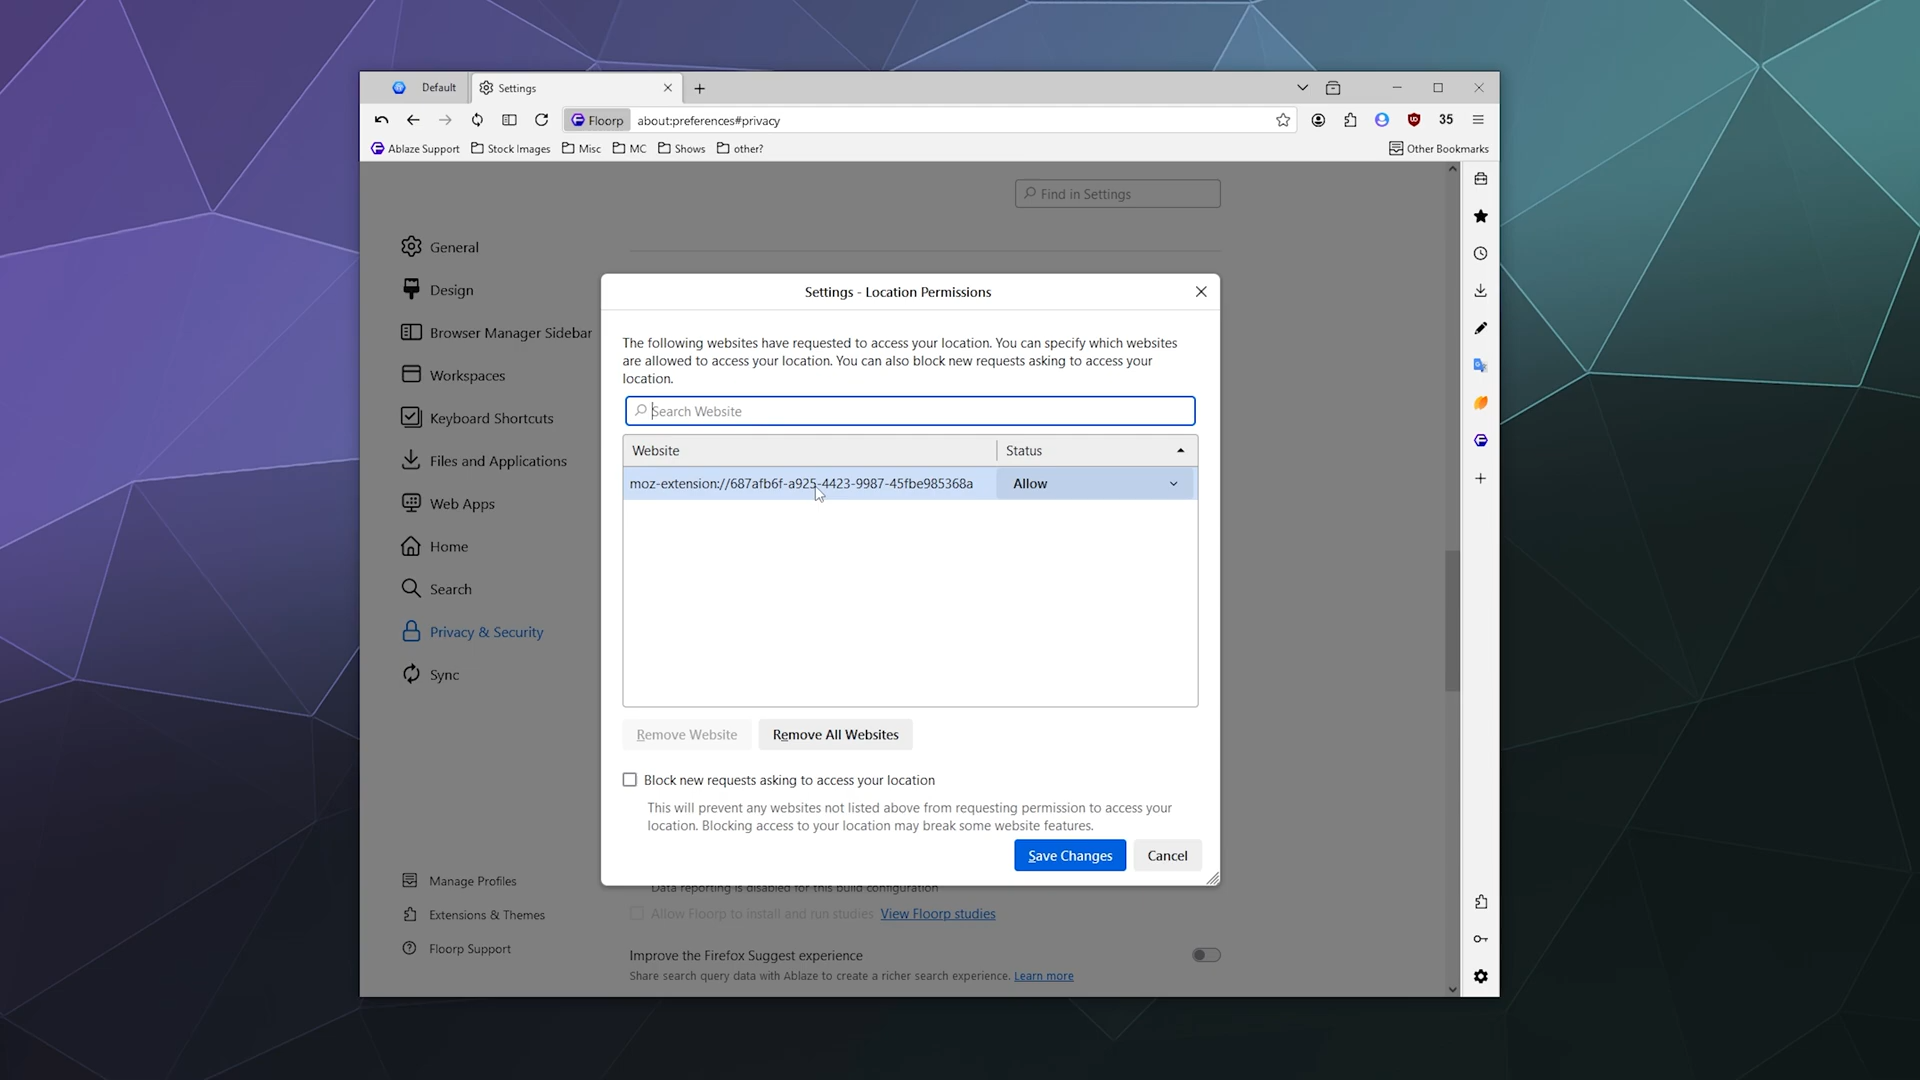 Default
Settings
Floorp
about:preferences#privacy
35
Ablaze Support
Stock Images
Misc
MC
Shows
other?
Other Bookmarks
Find in Settings
General
Design
Browser Manager Sidebar
Workspaces
Keyboard Shortcuts
Files and Applications
Web Apps
Home
Search
Privacy & Security
Sync
Manage Profiles
Extensions & Themes
Floorp Support
Settings - Location Permissions
The following websites have requested to access your location. You can specify which websites
are allowed to access your location. You can also block new requests asking to access your
location.
Search Website
Website
Status
moz-extension://687afb6f-a925-4423-9987-45fbe985368a
Allow
Remove Website
Remove All Websites
Block new requests asking to access your location
This will prevent any websites not listed above from requesting permission to access your
location. Blocking access to your location may break some website features.
Save Changes
Cancel
Data reporting is disabled for this build configuration
Allow Floorp to install and run studies View Floorp studies
Improve the Firefox Suggest experience
Share search query data with Ablaze to create a richer search experience. Learn more